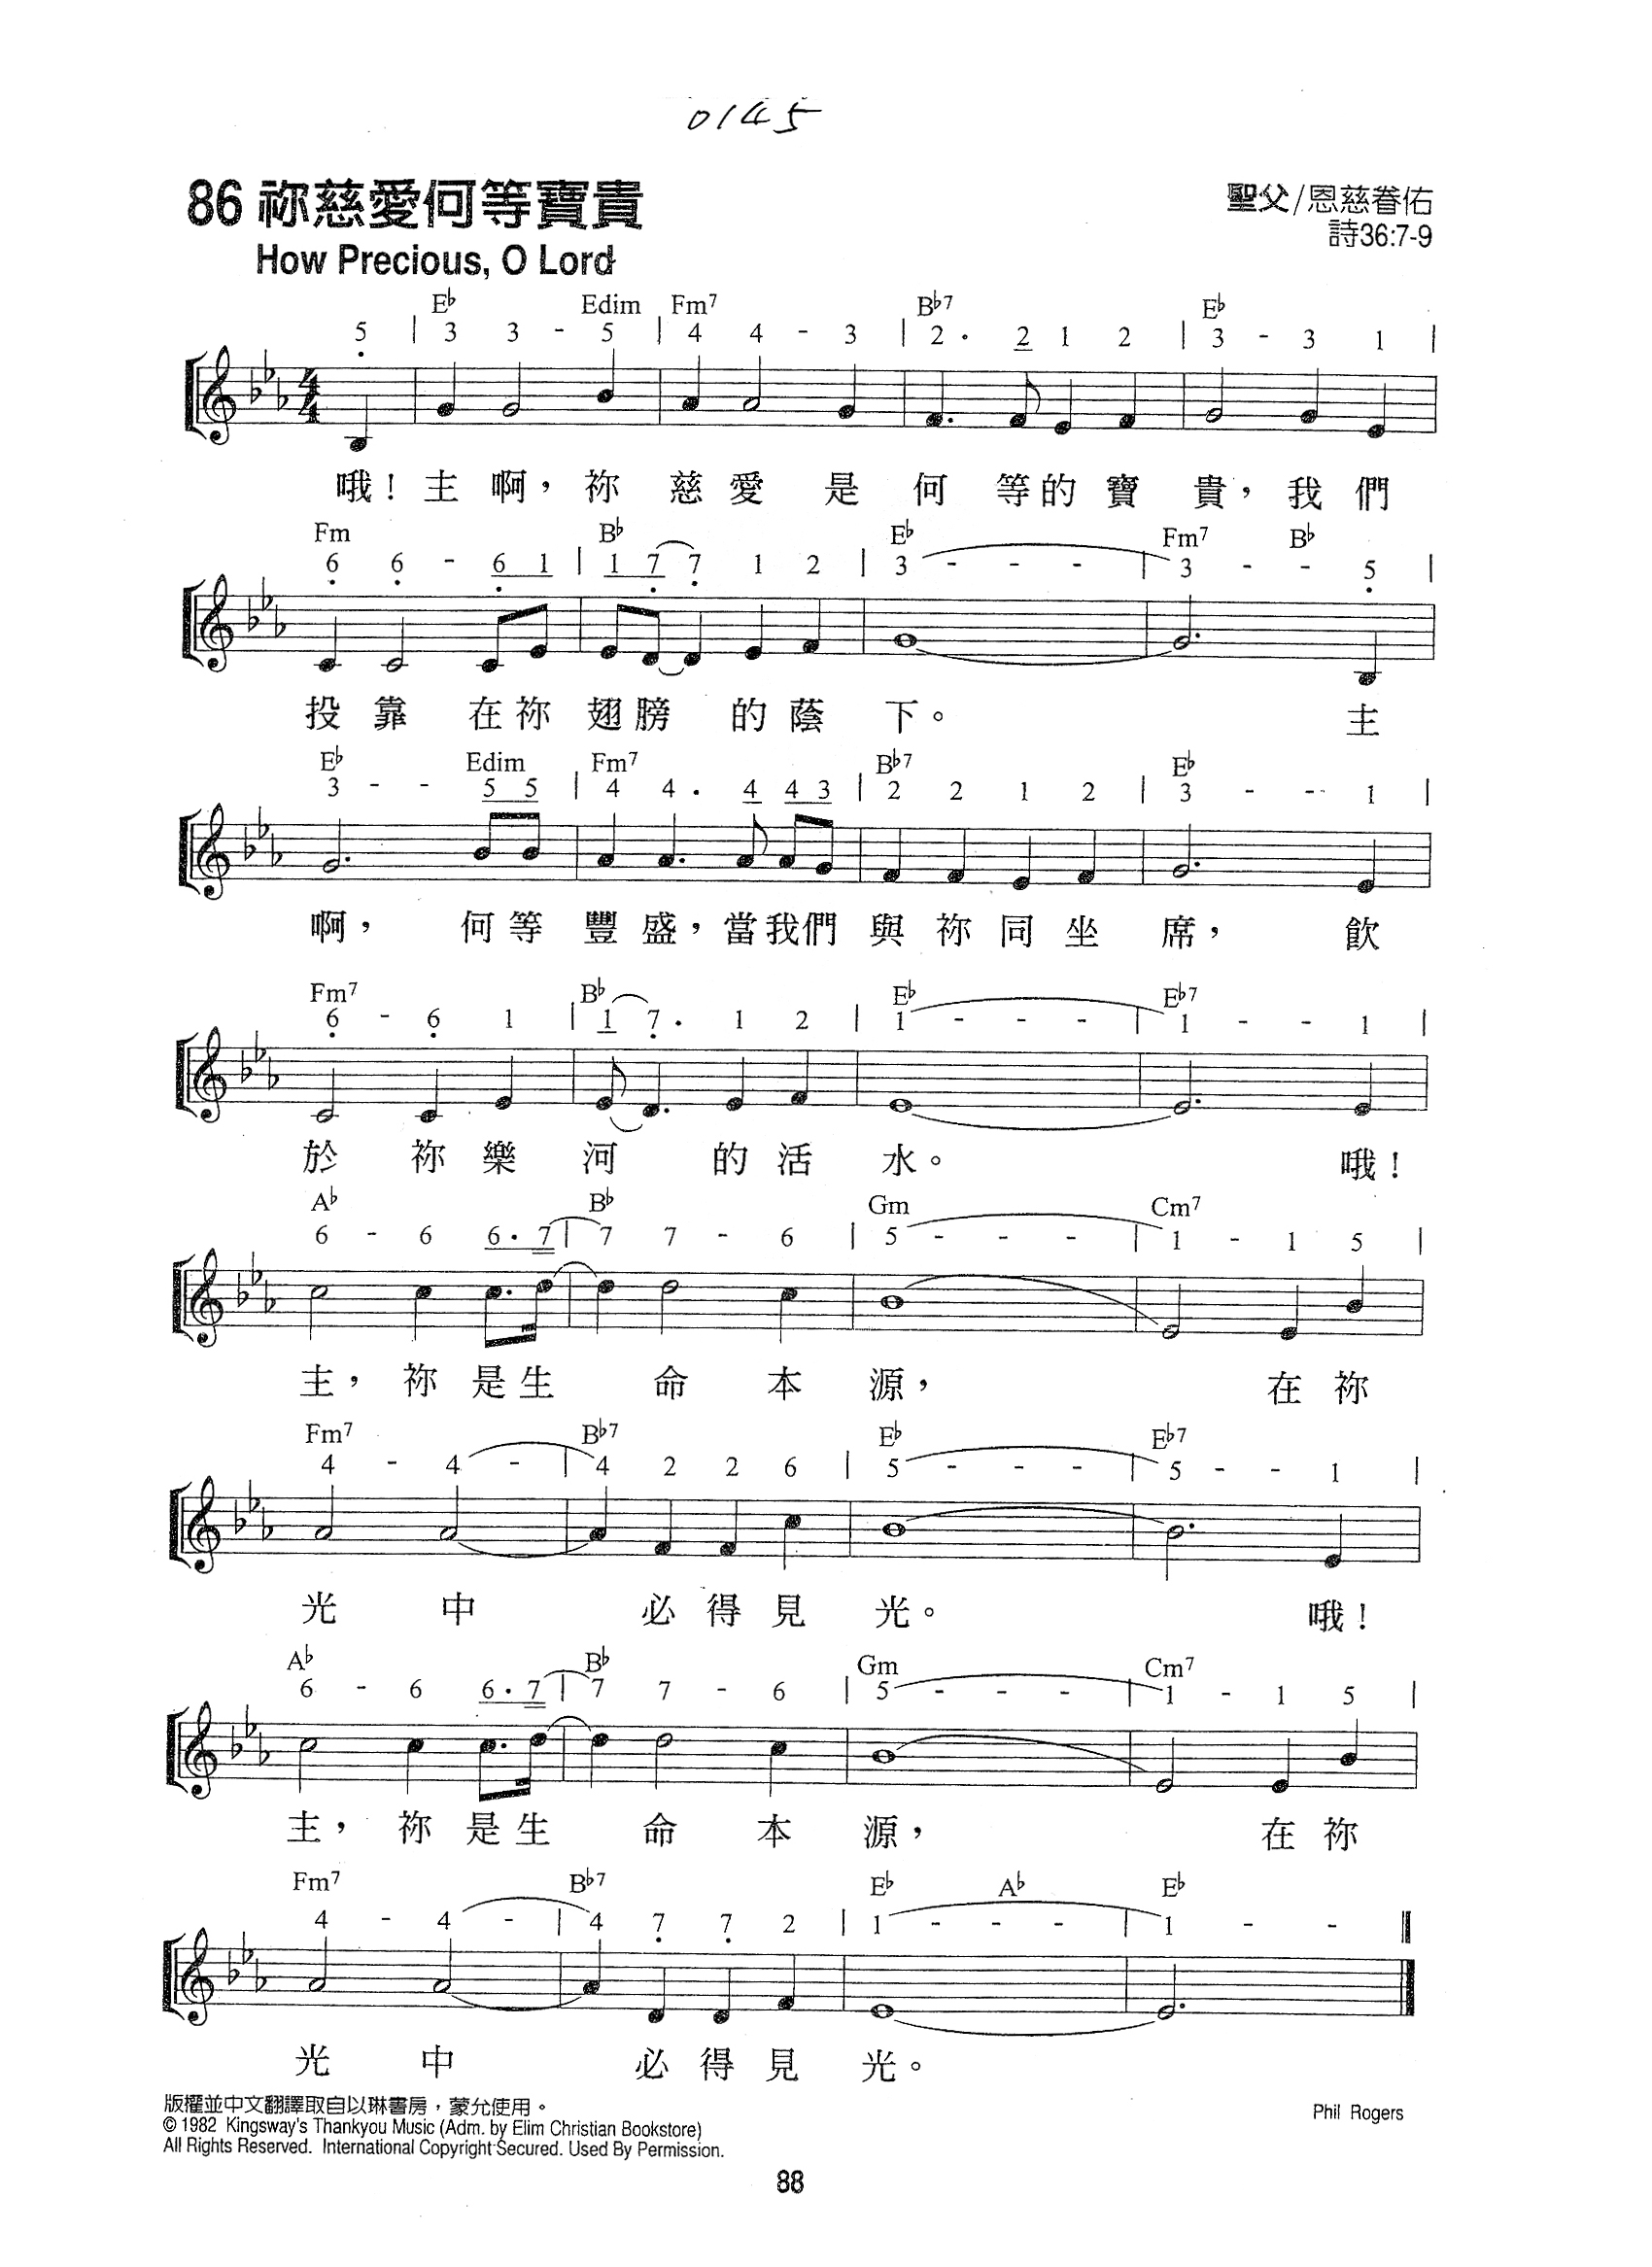 0145
86 祢慈愛何等寶貴
聖父/恩慈眷佑
How Precious, O Lord
詩36:7-9
E♭ Edim Fm7 B♭7 E♭
5̣ | 3 3 - 5 | 4 4 - 3 | 2 . 2 1 2 | 3 - 3 1 |
哦！主 啊，祢 慈 愛 是 何 等 的 寶 貴，我 們
Fm B♭ E♭ Fm7 B♭
6̣ 6̣ - 6̣ 1 | 1 7̣ 7̣ 1 2 | 3 - - - | 3 - - 5̣ |
投 靠 在 祢 翅 膀 的 蔭 下。 主
E♭ Edim Fm7 B♭7 E♭
3 - - 5 5 | 4 4 . 4 4 3 | 2 2 1 2 | 3 - - 1 |
啊， 何 等 豐 盛，當 我 們 與 祢 同 坐 席， 飲
Fm7 B♭ E♭ E♭7
6̣ - 6̣ 1 | 1 7̣ . 1 2 | 1 - - - | 1 - - 1 |
於 祢 樂 河 的 活 水。 哦！
A♭ B♭ Gm Cm7
6 - 6 6 . 7 | 7 7 - 6 | 5 - - - | 1 - 1 5 |
主，祢 是 生 命 本 源， 在 祢
Fm7 B♭7 E♭ E♭7
4 - 4 - | 4 2 2 6 | 5 - - - | 5 - - 1 |
光 中 必 得 見 光。 哦！
A♭ B♭ Gm Cm7
6 - 6 6 . 7 | 7 7 - 6 | 5 - - - | 1 - 1 5 |
主，祢 是 生 命 本 源， 在 祢
Fm7 B♭7 E♭ A♭ E♭
4 - 4 - | 4 7̣ 7̣ 2 | 1 - - - | 1 - - ‖
光 中 必 得 見 光。
版權並中文翻譯取自以琳書房，蒙允使用。
Phil Rogers
© 1982 Kingsway's Thankyou Music (Adm. by Elim Christian Bookstore)
All Rights Reserved. International Copyright Secured. Used By Permission.
88